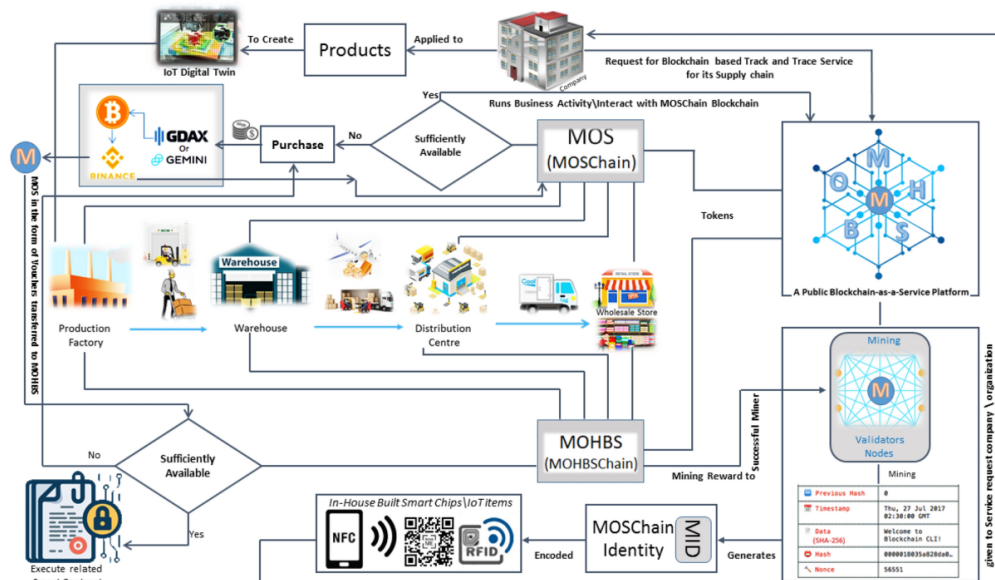 To Create
Products
Applied to
IoT Digital Twin
Company
Request for Blockchain based Track and Trace Service
for its Supply chain
Yes
Runs Business Activity\Interact with MOSChain Blockchain
GDAX
Or
GEMINI
BINANCE
Purchase
No
Sufficiently
Available
MOS
(MOSChain)
M
MOS in the form of Vouchers transferred to MOHBS
Tokens
M
O
H
M
B
S
A Public Blockchain-as-a-Service Platform
Warehouse
RETAIL STORE
Wholesale Store
Production
Factory
Warehouse
Distribution
Centre
Mining
M
Validators
Nodes
Mining
given to Service request company \ organization
No
Sufficiently
Available
MOHBS
(MOHBSChain)
Mining Reward to
Successful Miner
Yes
Execute related
In-House Built Smart Chips\IoT items
NFC
RFID
Encoded
MOSChain
Identity
MID
Generates
Previous Hash 0
Timestamp Thu, 27 Jul 2017
02:30:00 GMT
Data Welcome to
(SHA-256) Blockchain CLI!
Hash 0000018035a828da0…
Nonce 56551